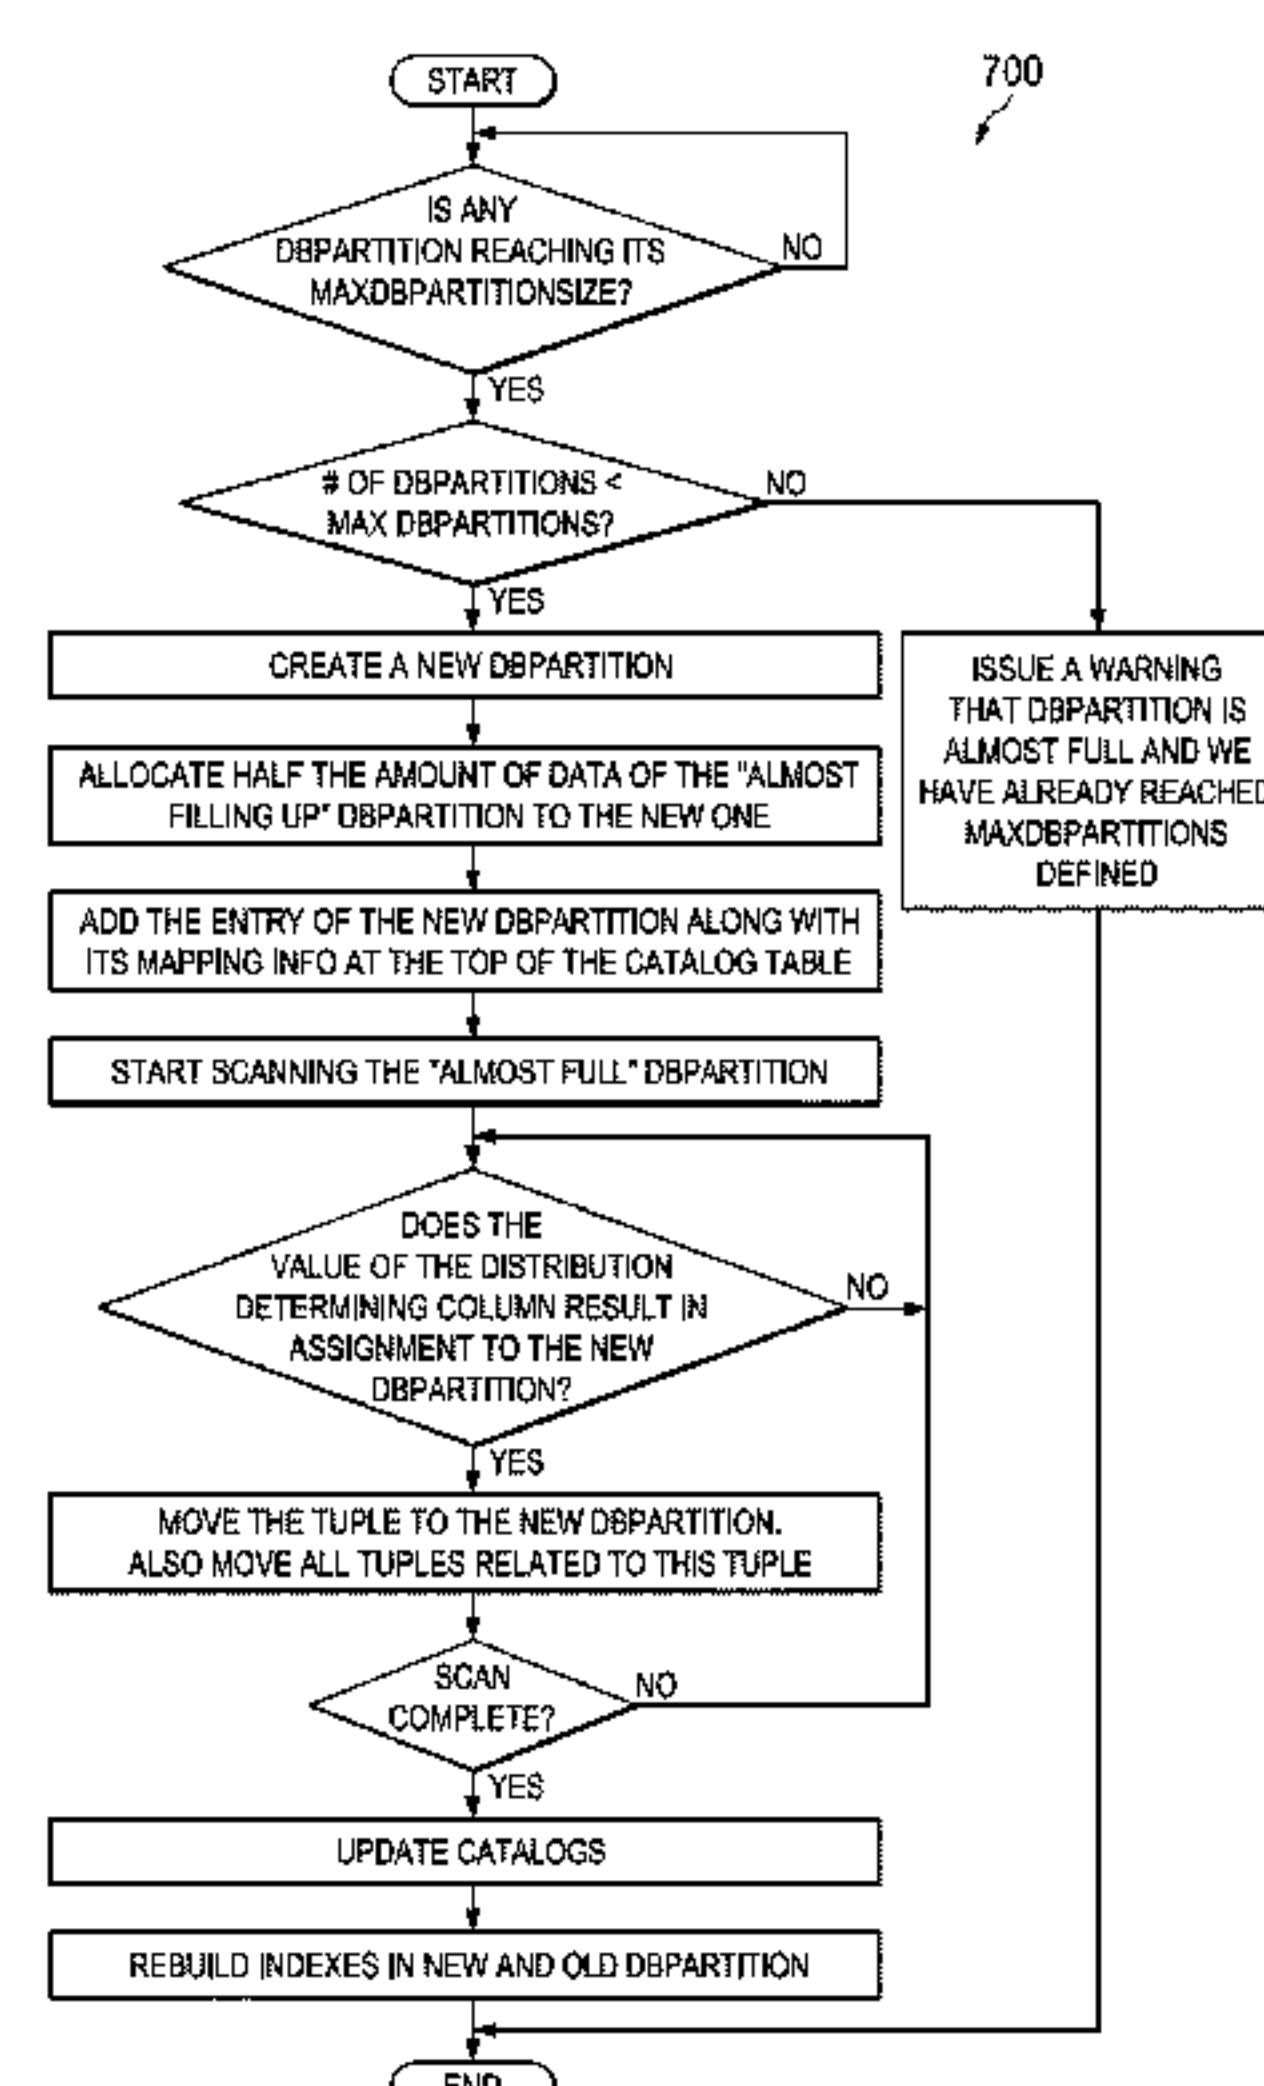 START
700
IS ANY
DBPARTITION REACHING ITS
MAXDBPARTITIONSIZE?
NO
YES
# OF DBPARTITIONS <
MAX DBPARTITIONS?
NO
YES
CREATE A NEW DBPARTITION
ISSUE A WARNING
THAT DBPARTITION IS
ALMOST FULL AND WE
HAVE ALREADY REACHED
MAXDBPARTITIONS
DEFINED
ALLOCATE HALF THE AMOUNT OF DATA OF THE "ALMOST
FILLING UP" DBPARTITION TO THE NEW ONE
ADD THE ENTRY OF THE NEW DBPARTITION ALONG WITH
ITS MAPPING INFO AT THE TOP OF THE CATALOG TABLE
START SCANNING THE "ALMOST FULL" DBPARTITION
DOES THE
VALUE OF THE DISTRIBUTION
DETERMINING COLUMN RESULT IN
ASSIGNMENT TO THE NEW
DBPARTITION?
NO
YES
MOVE THE TUPLE TO THE NEW DBPARTITION.
ALSO MOVE ALL TUPLES RELATED TO THIS TUPLE
SCAN
COMPLETE?
NO
YES
UPDATE CATALOGS
REBUILD INDEXES IN NEW AND OLD DBPARTITION
END